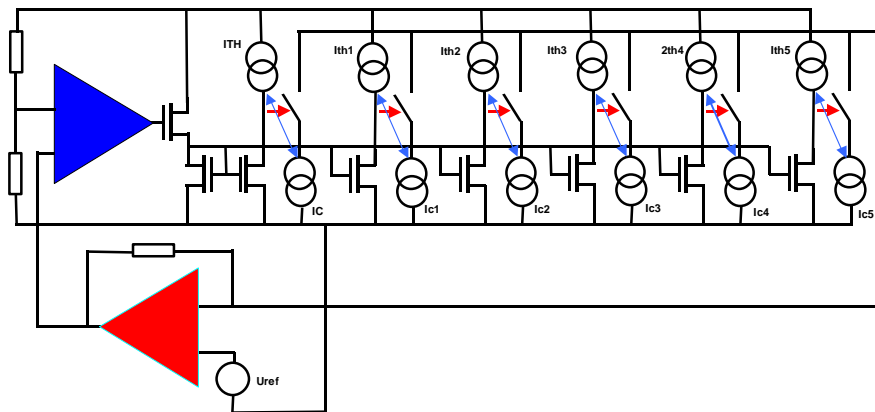 ITH
Ith1
Ith2
Ith3
2th4
Ith5
IC
Ic1
Ic2
Ic3
Ic4
Ic5
Uref